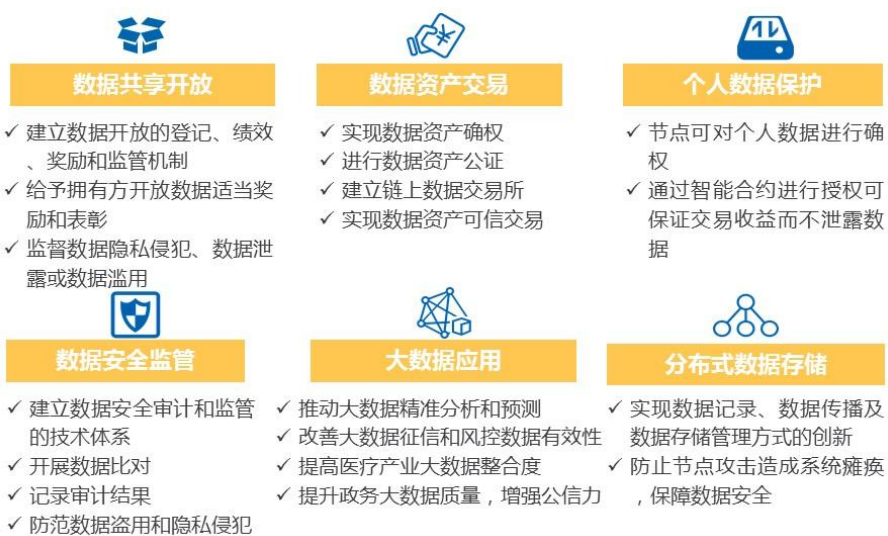 数据共享开放
✓ 建立数据开放的登记、绩效
、奖励和监管机制
✓ 给予拥有方开放数据适当奖
励和表彰
✓ 监督数据隐私侵犯、数据泄
露或数据滥用
数据资产交易
✓ 实现数据资产确权
✓ 进行数据资产公证
✓ 建立链上数据交易所
✓ 实现数据资产可信交易
个人数据保护
✓ 节点可对个人数据进行确
权
✓ 通过智能合约进行授权可
保证交易收益而不泄露数
据
数据安全监管
✓ 建立数据安全审计和监管
的技术体系
✓ 开展数据比对
✓ 记录审计结果
✓ 防范数据盗用和隐私侵犯
大数据应用
✓ 推动大数据精准分析和预测
✓ 改善大数据征信和风控数据有效性
✓ 提高医疗产业大数据整合度
✓ 提升政务大数据质量，增强公信力
分布式数据存储
✓ 实现数据记录、数据传播及
数据存储管理方式的创新
✓ 防止节点攻击造成系统瘫痪
，保障数据安全